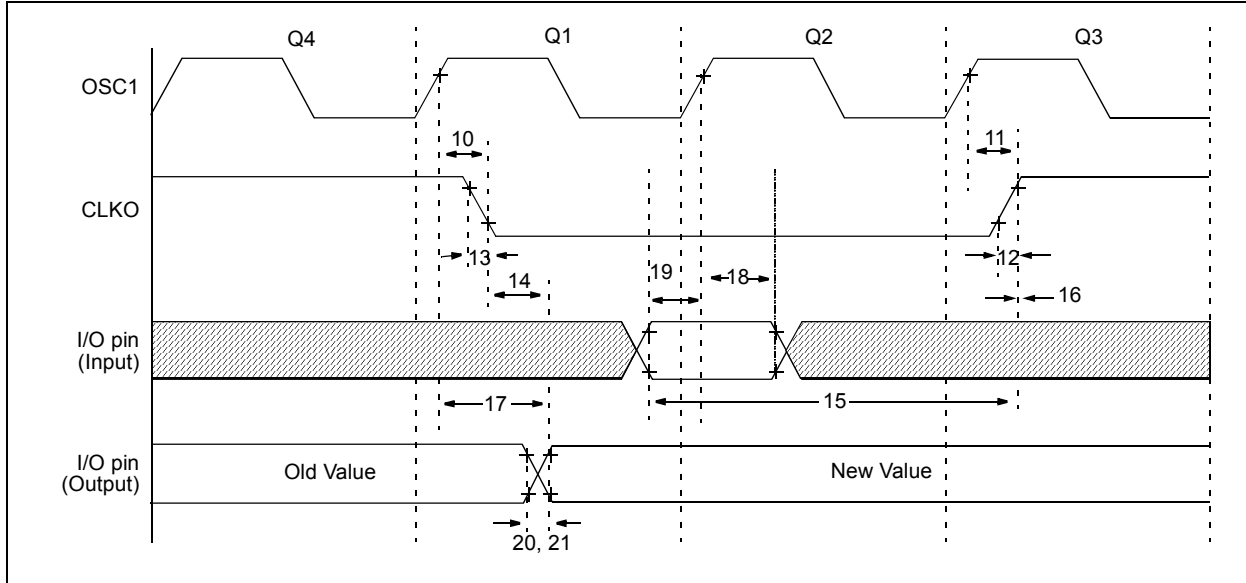 Q4 Q1 Q2 Q3
OSC1
10 11
CLKO
13 12
19 18
14 16
I/O pin
(Input)
17 15
I/O pin
(Output)
Old Value New Value
20, 21